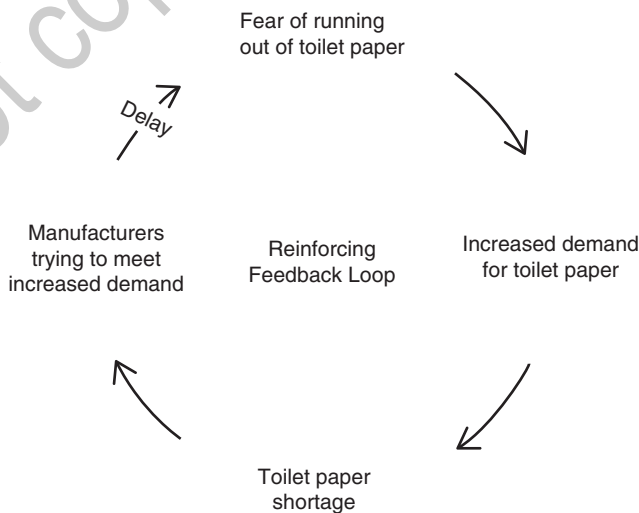 Fear of running
out of toilet paper
Delay
Manufacturers
trying to meet
increased demand
Reinforcing
Feedback Loop
Increased demand
for toilet paper
Toilet paper
shortage